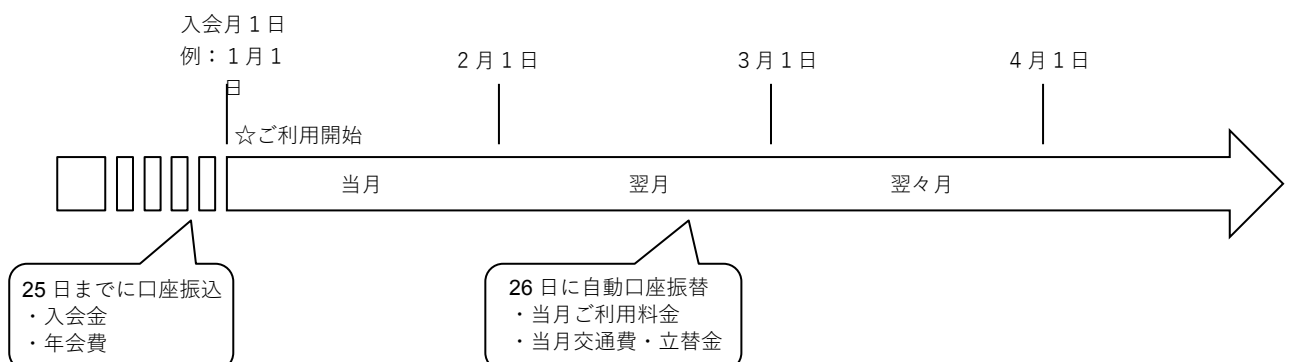 入会月１日
例：１月１
日
２月１日
３月１日
４月１日
☆ご利用開始
当月
翌月
翌々月
25 日までに口座振込
・入会金
・年会費
26 日に自動口座振替
・当月ご利用料金
・当月交通費・立替金